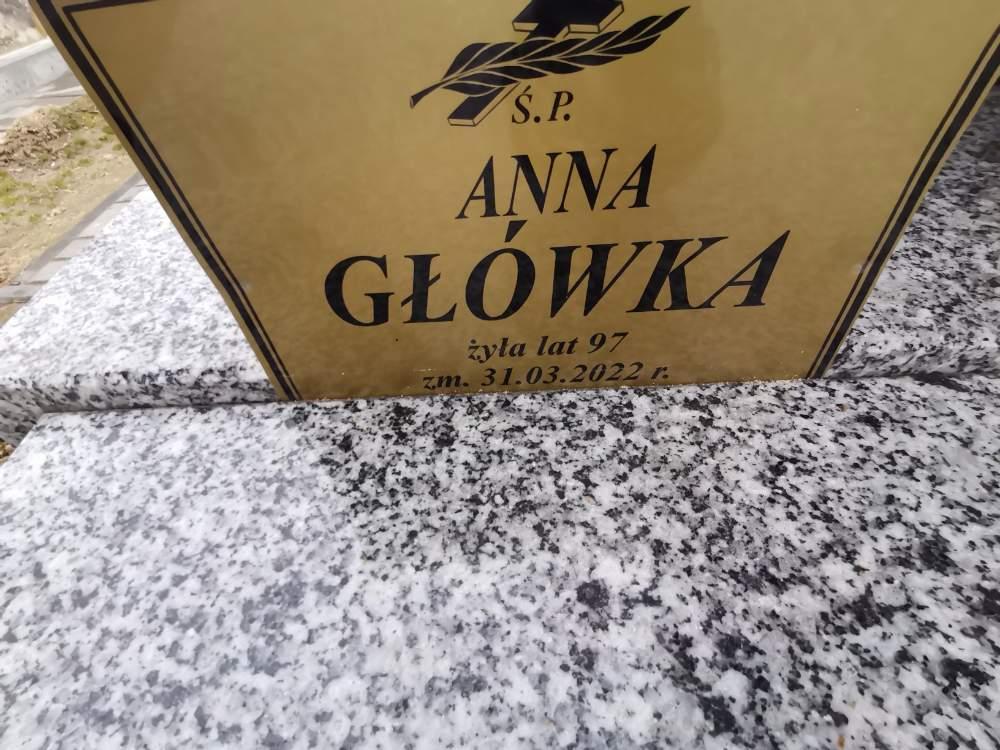 Ś.P.
ANNA
GŁÓWKA
żyła lat 97
zm. 31.03.2022 r.